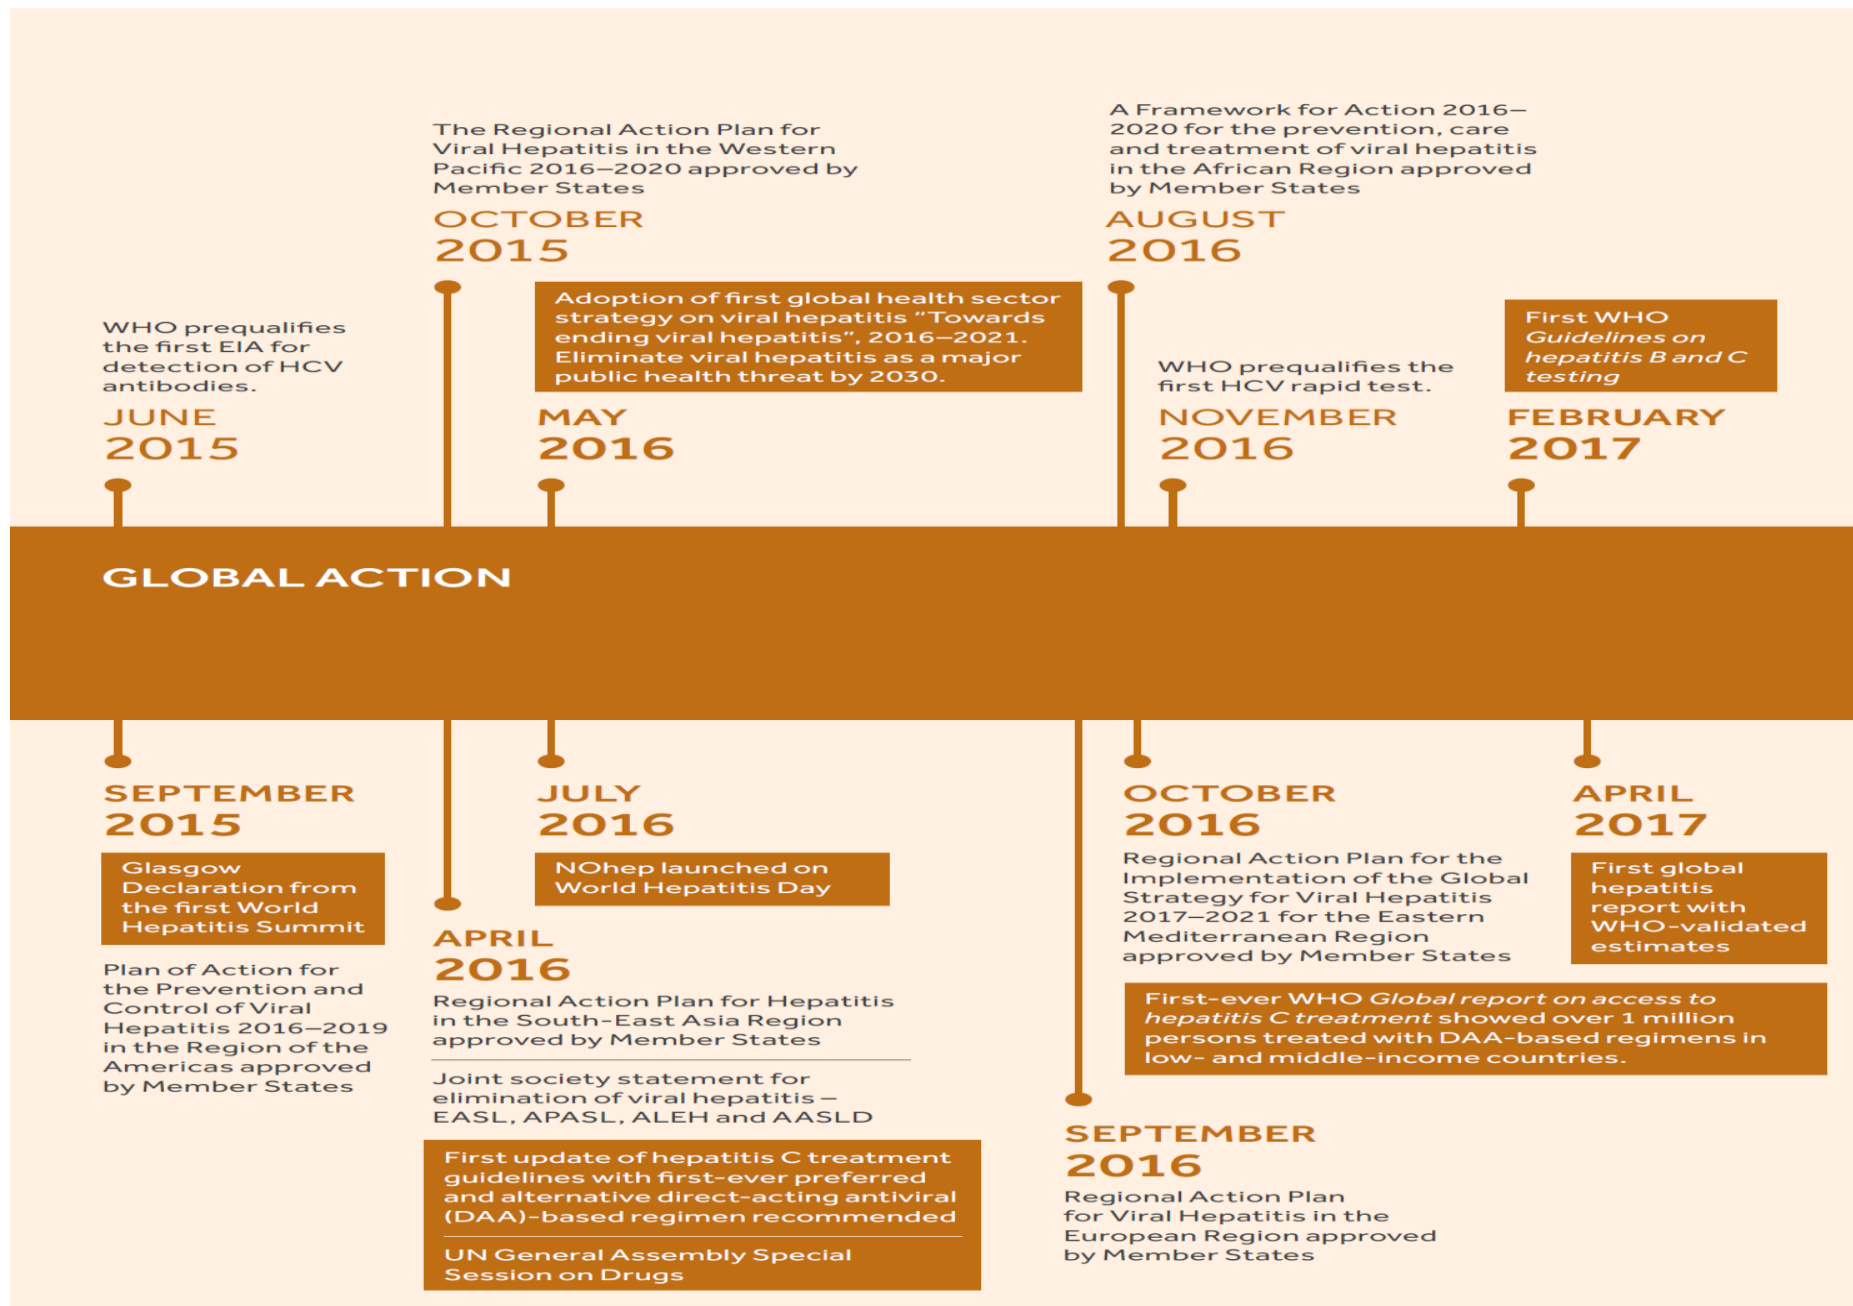 The Regional Action Plan for
Viral Hepatitis in the Western
Pacific 2016–2020 approved by
Member States
OCTOBER
2015
A Framework for Action 2016–
2020 for the prevention, care
and treatment of viral hepatitis
in the African Region approved
by Member States
AUGUST
2016
WHO prequalifies
the first EIA for
detection of HCV
antibodies.
JUNE
2015
Adoption of first global health sector
strategy on viral hepatitis “Towards
ending viral hepatitis”, 2016–2021.
Eliminate viral hepatitis as a major
public health threat by 2030.
MAY
2016
WHO prequalifies the
first HCV rapid test.
NOVEMBER
2016
First WHO
Guidelines on
hepatitis B and C
testing
FEBRUARY
2017
GLOBAL ACTION
SEPTEMBER
2015
Glasgow
Declaration from
the first World
Hepatitis Summit
Plan of Action for
the Prevention and
Control of Viral
Hepatitis 2016–2019
in the Region of the
Americas approved
by Member States
APRIL
2016
Regional Action Plan for Hepatitis
in the South-East Asia Region
approved by Member States
Joint society statement for
elimination of viral hepatitis –
EASL, APASL, ALEH and AASLD
First update of hepatitis C treatment
guidelines with first-ever preferred
and alternative direct-acting antiviral
(DAA)-based regimen recommended
UN General Assembly Special
Session on Drugs
JULY
2016
NOhep launched on
World Hepatitis Day
SEPTEMBER
2016
Regional Action Plan
for Viral Hepatitis in the
European Region approved
by Member States
OCTOBER
2016
Regional Action Plan for the
Implementation of the Global
Strategy for Viral Hepatitis
2017–2021 for the Eastern
Mediterranean Region
approved by Member States
First-ever WHO Global report on access to
hepatitis C treatment showed over 1 million
persons treated with DAA-based regimens in
low- and middle-income countries.
APRIL
2017
First global
hepatitis
report with
WHO-validated
estimates